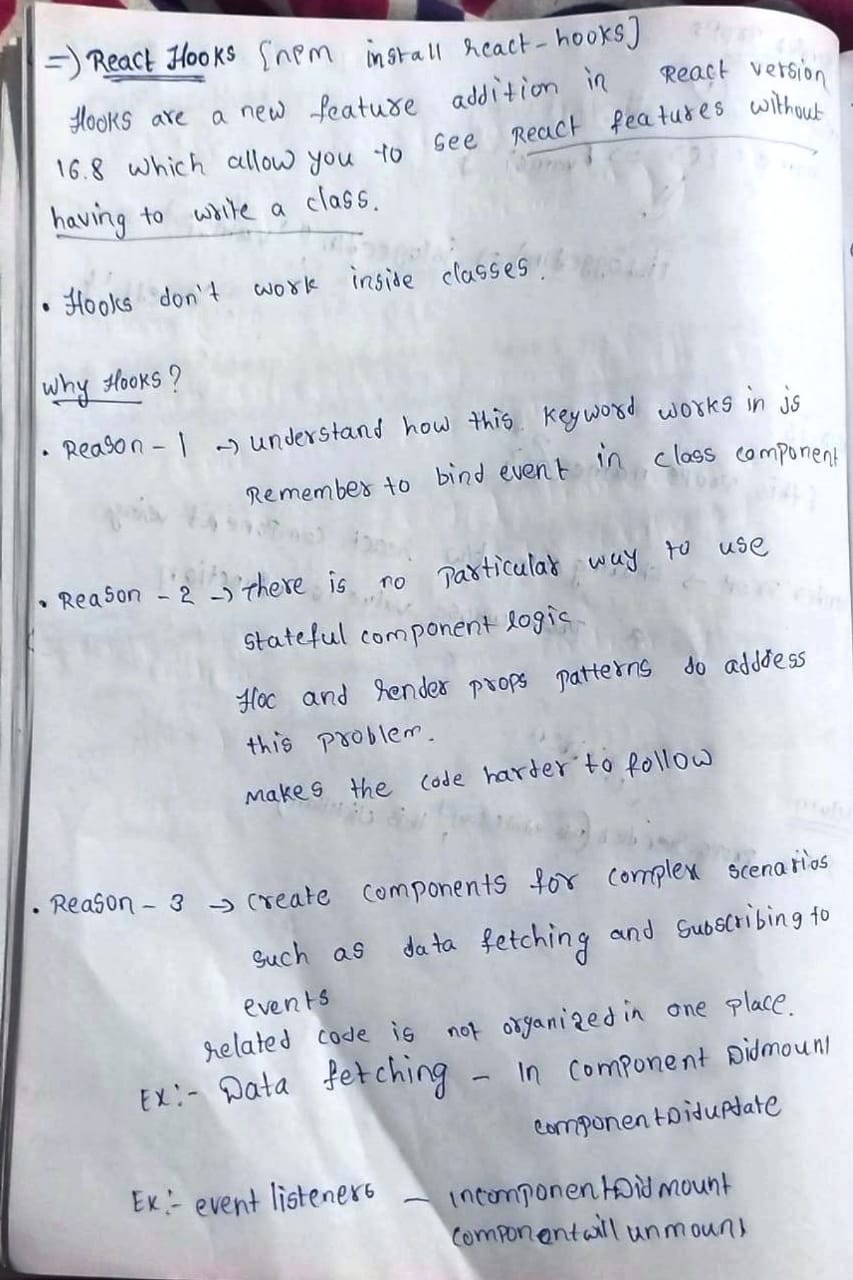 =) React Hooks {npm install react-hooks}
Hooks are a new feature addition in React version
16.8 which allow you to see React features without
having to write a class.
• Hooks don't work inside classes.
Why Hooks?
• Reason - 1 → understand how this keyword works in js
Remember to bind event in class component
• Reason - 2 → there is no Particular way to use
stateful component logic.
Hoc and render props patterns do address
this problem.
makes the code harder to follow
• Reason - 3 → create components for complex scenarios
such as data fetching and subscribing to
events
related code is not organized in one place.
Ex:- Data fetching - In component Didmount
componentDidupdate
Ex:- event listeners - incomponentDidmount
componentwill unmount